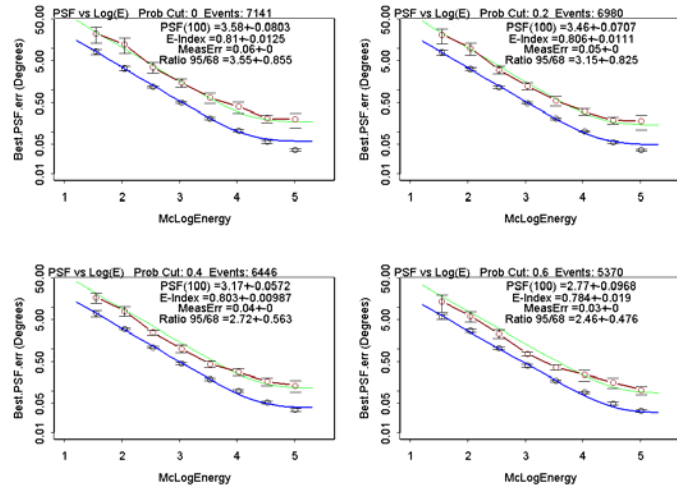 PSF vs Log(E) Prob Cut: 0 Events: 7141
PSF(100) =3.58+-0.0803
E-Index =0.81+-0.0125
MeasErr =0.06+-0
Ratio 95/68 =3.55+-0.855
Best.PSF.err (Degrees)
50.00
5.00
0.50
0.05
0.01
1 2 3 4 5
McLogEnergy
PSF vs Log(E) Prob Cut: 0.2 Events: 6980
PSF(100) =3.46+-0.0707
E-Index =0.806+-0.0111
MeasErr =0.05+-0
Ratio 95/68 =3.15+-0.825
Best.PSF.err (Degrees)
50.00
5.00
0.50
0.05
0.01
1 2 3 4 5
McLogEnergy
PSF vs Log(E) Prob Cut: 0.4 Events: 6446
PSF(100) =3.17+-0.0572
E-Index =0.803+-0.00987
MeasErr =0.04+-0
Ratio 95/68 =2.72+-0.563
Best.PSF.err (Degrees)
50.00
5.00
0.50
0.05
0.01
1 2 3 4 5
McLogEnergy
PSF vs Log(E) Prob Cut: 0.6 Events: 5370
PSF(100) =2.77+-0.0968
E-Index =0.784+-0.019
MeasErr =0.03+-0
Ratio 95/68 =2.46+-0.476
Best.PSF.err (Degrees)
50.00
5.00
0.50
0.05
0.01
1 2 3 4 5
McLogEnergy